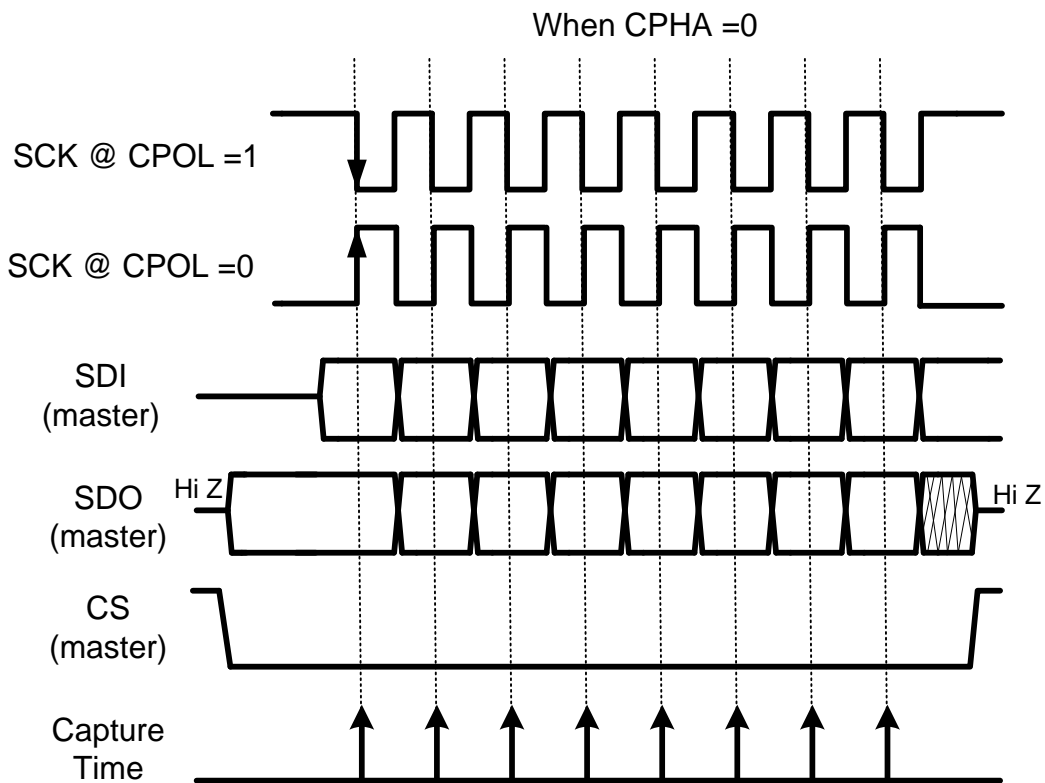 When CPHA =0
SCK @ CPOL =1
SCK @ CPOL =0
SDI
(master)
Hi Z
SDO
(master)
Hi Z
CS
(master)
Capture
Time